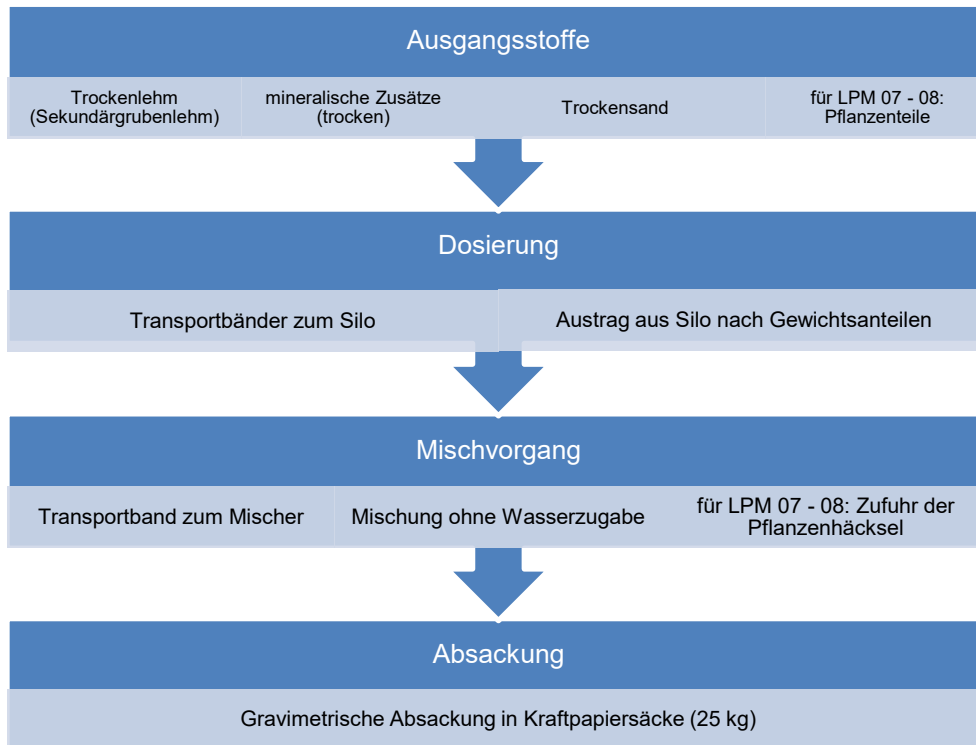 Ausgangsstoffe
Trockenlehm
(Sekundärgrubenlehm)
mineralische Zusätze
(trocken)
Trockensand
für LPM 07 - 08:
Pflanzenteile
Dosierung
Transportbänder zum Silo
Austrag aus Silo nach Gewichtsanteilen
Mischvorgang
Transportband zum Mischer
Mischung ohne Wasserzugabe
für LPM 07 - 08: Zufuhr der
Pflanzenhäcksel
Absackung
Gravimetrische Absackung in Kraftpapiersäcke (25 kg)